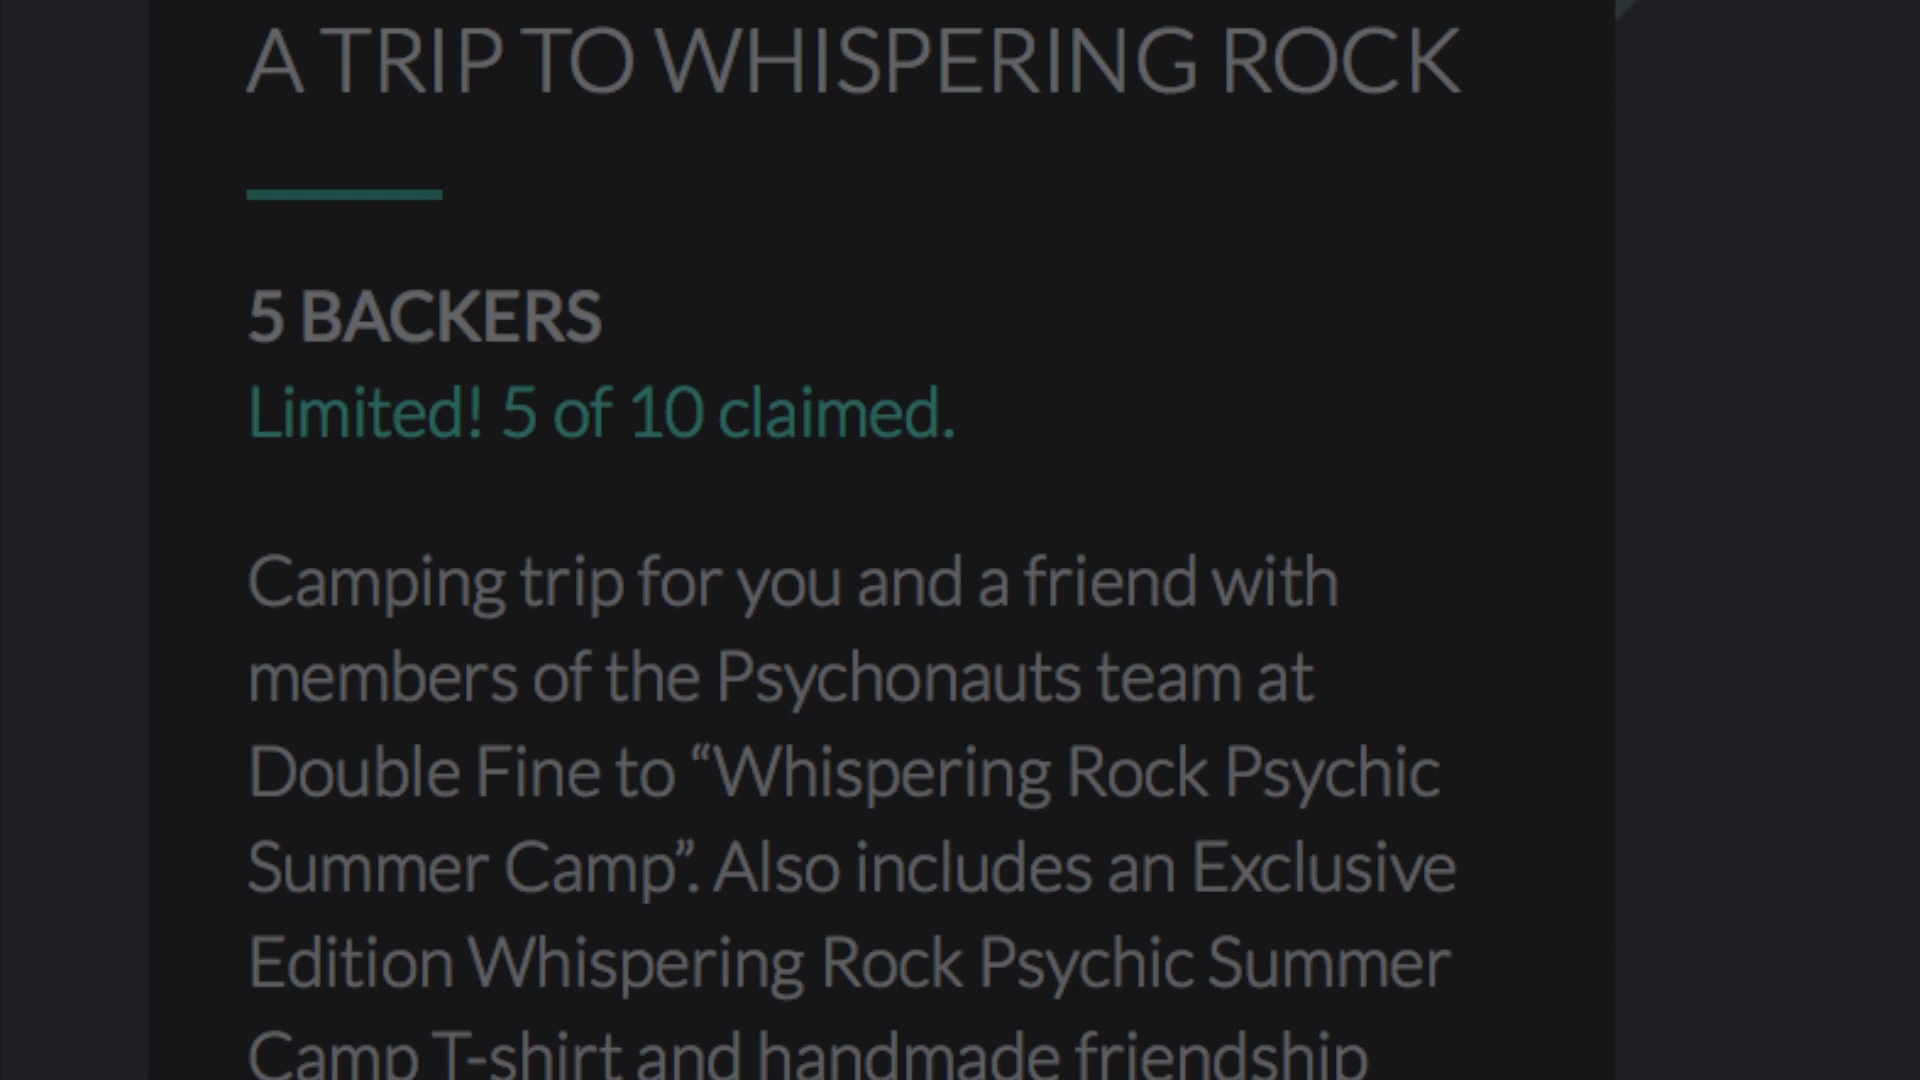 A TRIP TO WHISPERING ROCK
5 BACKERS
Limited! 5 of 10 claimed.
Camping trip for you and a friend with
members of the Psychonauts team at
Double Fine to “Whispering Rock Psychic
Summer Camp”. Also includes an Exclusive
Edition Whispering Rock Psychic Summer
Camp T-shirt and handmade friendship